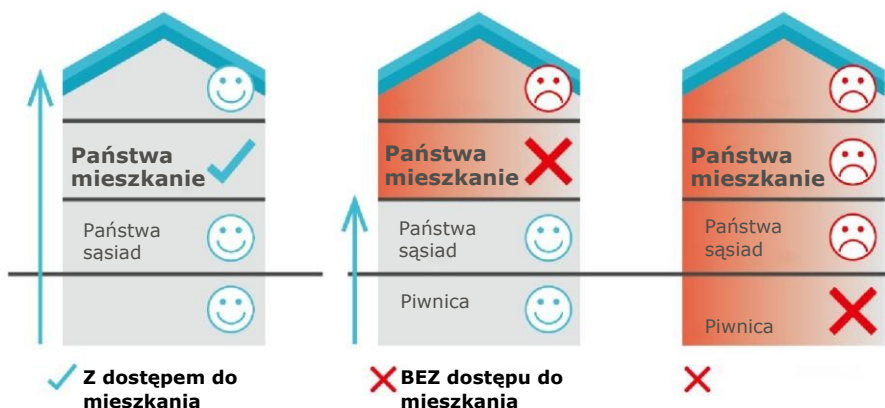 Państwa
mieszkanie
Państwa
sąsiad
Z dostępem do
mieszkania
Państwa
mieszkanie
Państwa
sąsiad
Piwnica
BEZ dostępu do
mieszkania
Państwa
mieszkanie
Państwa
sąsiad
Piwnica